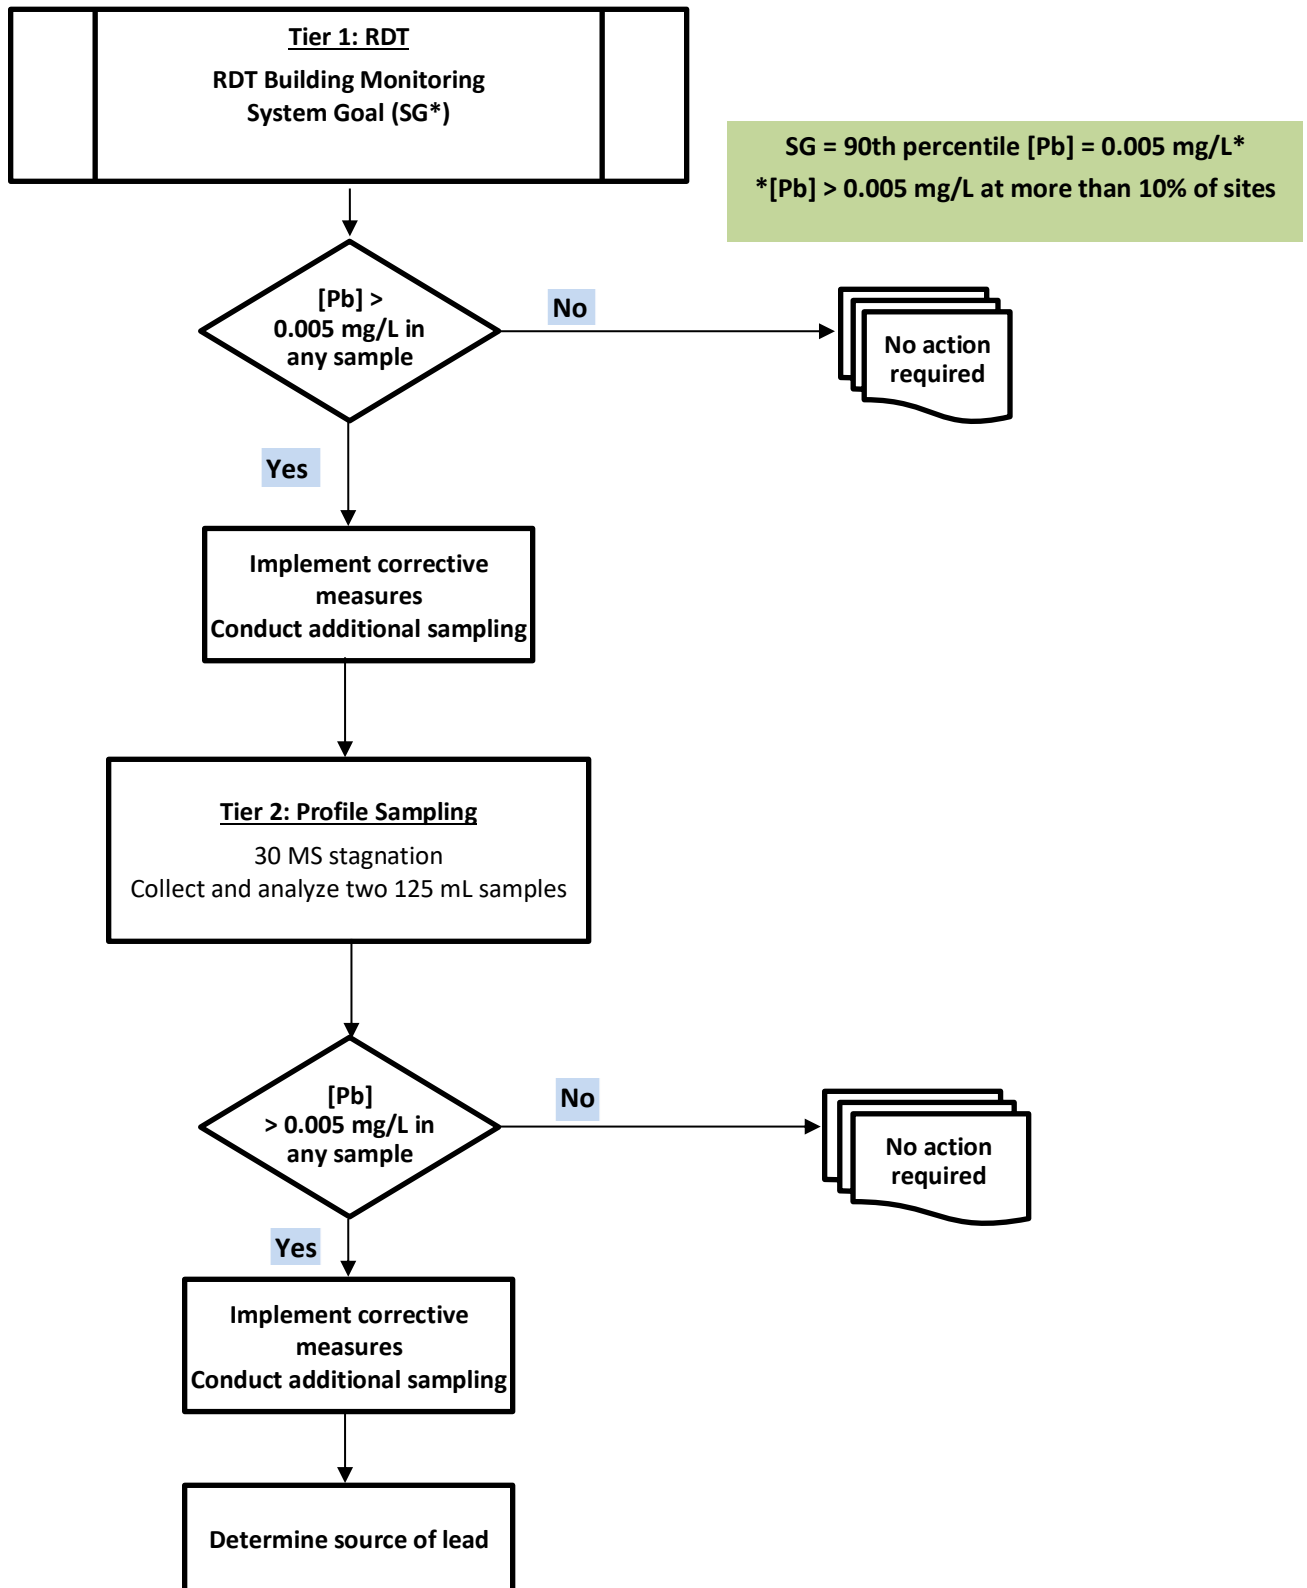 Tier 1: RDT
RDT Building Monitoring
System Goal (SG*)
SG = 90th percentile [Pb] = 0.005 mg/L*
*[Pb] > 0.005 mg/L at more than 10% of sites
[Pb] >
0.005 mg/L in
any sample
No
No action
required
Yes
Implement corrective
measures
Conduct additional sampling
Tier 2: Profile Sampling
30 MS stagnation
Collect and analyze two 125 mL samples
[Pb]
> 0.005 mg/L in
any sample
No
No action
required
Yes
Implement corrective
measures
Conduct additional sampling
Determine source of lead